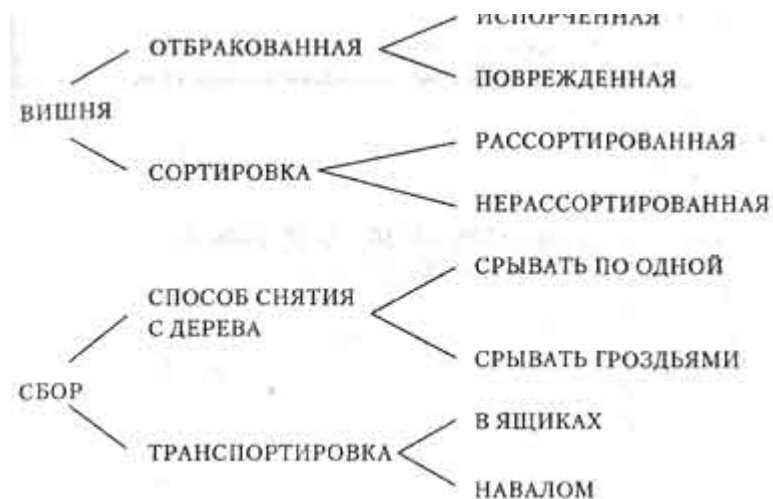 ИСПОРЧЕННАЯ
ОТБРАКОВАННАЯ
ПОВРЕЖДЕННАЯ
ВИШНЯ
РАССОРТИРОВАННАЯ
СОРТИРОВКА
НЕРАССОРТИРОВАННАЯ
СРЫВАТЬ ПО ОДНОЙ
СПОСОБ СНЯТИЯ
С ДЕРЕВА
СРЫВАТЬ ГРОЗДЬЯМИ
СБОР
В ЯЩИКАХ
ТРАНСПОРТИРОВКА
НАВАЛОМ